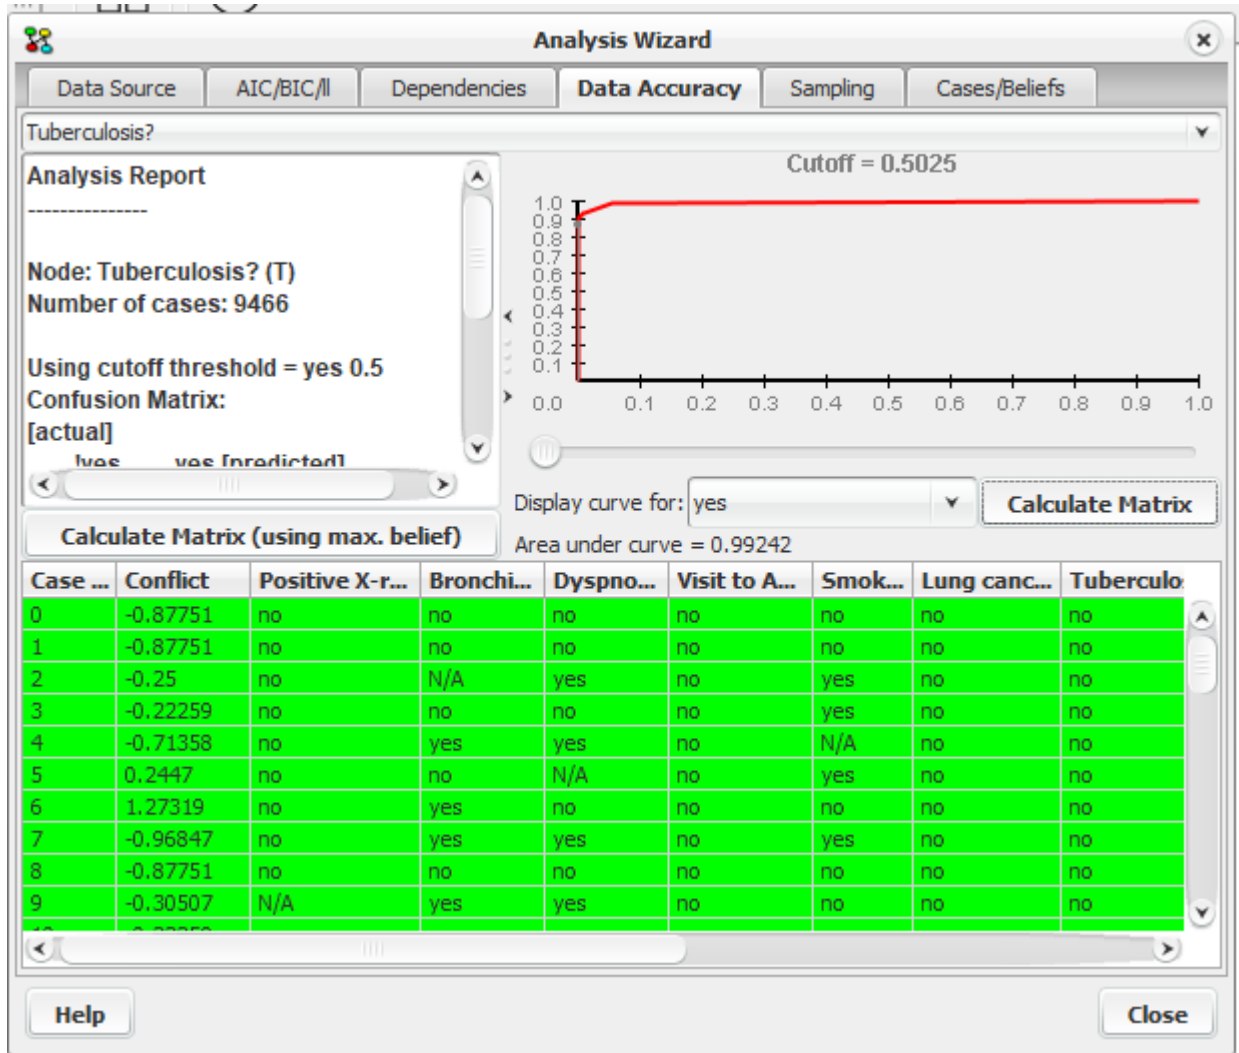 Analysis Wizard
Data Source AIC/BIC/ll Dependencies Data Accuracy Sampling Cases/Beliefs
Tuberculosis?
Analysis Report
---------------
Node: Tuberculosis? (T)
Number of cases: 9466
Using cutoff threshold = yes 0.5
Confusion Matrix:
[actual]
!yes yes [predicted]
Calculate Matrix (using max. belief)
Cutoff = 0.5025
1.0
0.9
0.8
0.7
0.6
0.5
0.4
0.3
0.2
0.1
0.0 0.1 0.2 0.3 0.4 0.5 0.6 0.7 0.8 0.9 1.0
Display curve for: yes Calculate Matrix
Area under curve = 0.99242
Case ... Conflict Positive X-r... Bronchi... Dyspno... Visit to A... Smok... Lung canc... Tuberculo
0 -0.87751 no no no no no no no
1 -0.87751 no no no no no no no
2 -0.25 no N/A yes no yes no no
3 -0.22259 no no no no yes no no
4 -0.71358 no yes yes no N/A no no
5 0.2447 no no N/A no yes no no
6 1.27319 no yes no no no no no
7 -0.96847 no yes yes no yes no no
8 -0.87751 no no no no no no no
9 -0.30507 N/A yes yes no no no no
Help Close